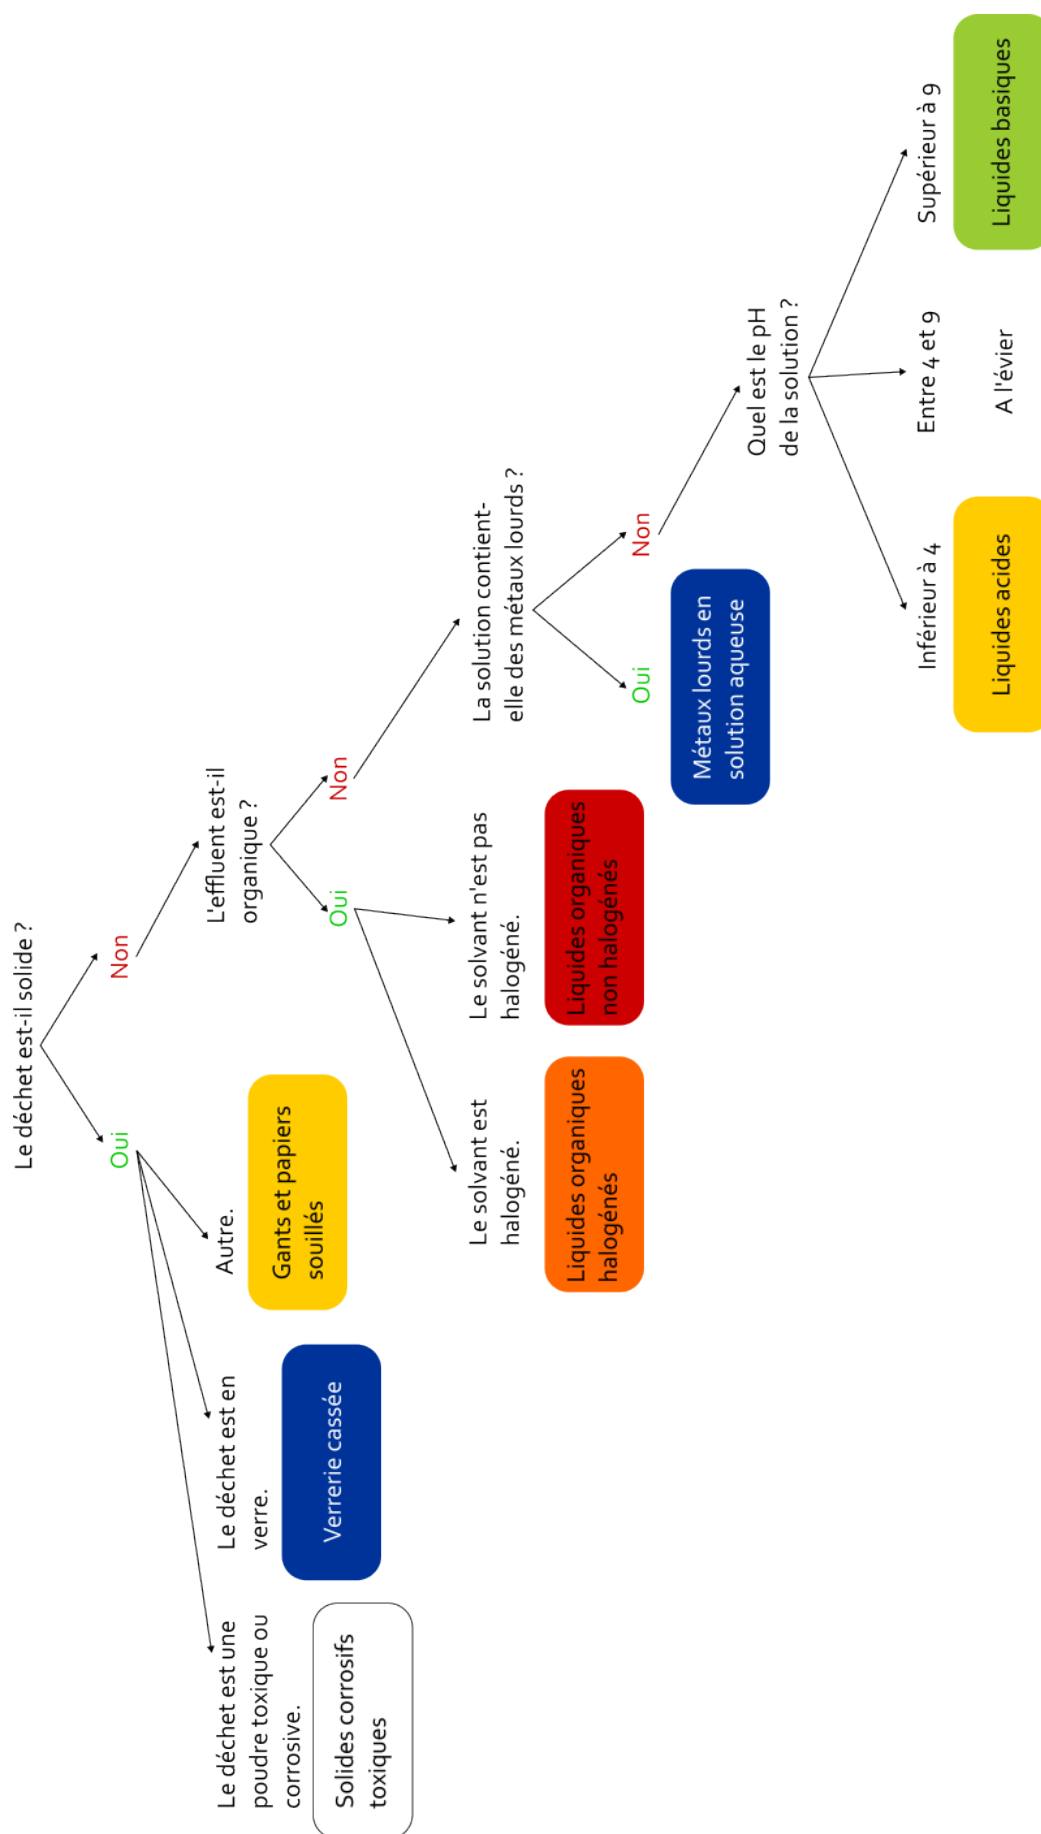 Le déchet est-il solide ?
Oui
Non
Le déchet est une
poudre toxique ou
corrosive.
Solides corrosifs
toxiques
Le déchet est en
verre.
Verrerie cassée
Autre.
Gants et papiers
souillés
L'effluent est-il
organique ?
Oui
Non
Le solvant est
halogéné.
Liquides organiques
halogénés
Le solvant n'est pas
halogéné.
Liquides organiques
non halogénés
La solution contient-
elle des métaux lourds ?
Oui
Non
Métaux lourds en
solution aqueuse
Quel est le pH
de la solution ?
Inférieur à 4
Liquides acides
Entre 4 et 9
A l'évier
Supérieur à 9
Liquides basiques